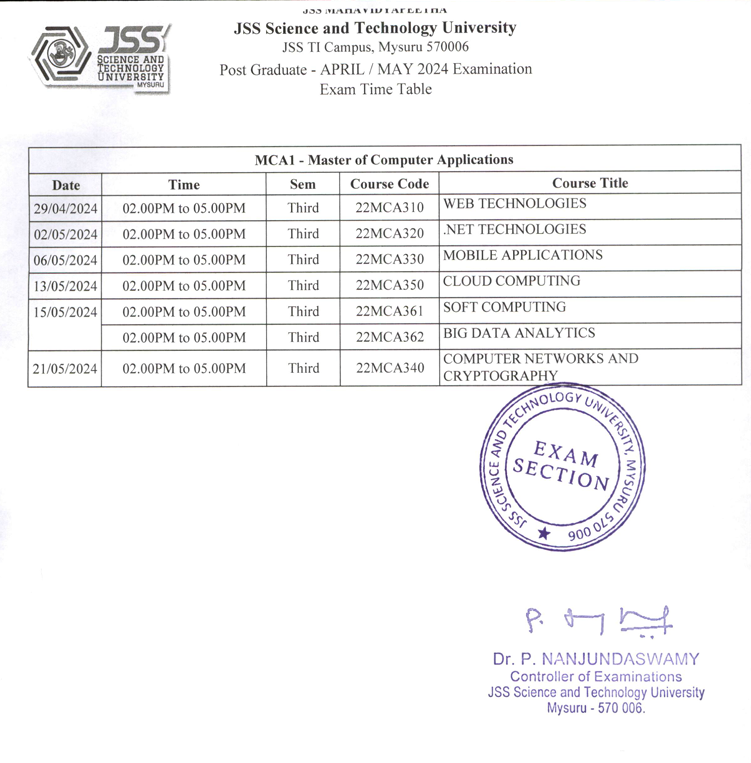 JSS MAHAVIDYAPEETHA
JSS Science and Technology University
JSS TI Campus, Mysuru 570006
Post Graduate - APRIL / MAY 2024 Examination
Exam Time Table
JSS
SCIENCE AND
TECHNOLOGY
UNIVERSITY
MYSURU
MCA1 - Master of Computer Applications
Date Time Sem Course Code Course Title
29/04/2024 02.00PM to 05.00PM Third 22MCA310 WEB TECHNOLOGIES
02/05/2024 02.00PM to 05.00PM Third 22MCA320 .NET TECHNOLOGIES
06/05/2024 02.00PM to 05.00PM Third 22MCA330 MOBILE APPLICATIONS
13/05/2024 02.00PM to 05.00PM Third 22MCA350 CLOUD COMPUTING
15/05/2024 02.00PM to 05.00PM Third 22MCA361 SOFT COMPUTING
02.00PM to 05.00PM Third 22MCA362 BIG DATA ANALYTICS
21/05/2024 02.00PM to 05.00PM Third 22MCA340 COMPUTER NETWORKS AND
CRYPTOGRAPHY
JSS SCIENCE AND TECHNOLOGY UNIVERSITY, MYSURU 570 006
EXAM
SECTION
Dr. P. NANJUNDASWAMY
Controller of Examinations
JSS Science and Technology University
Mysuru - 570 006.